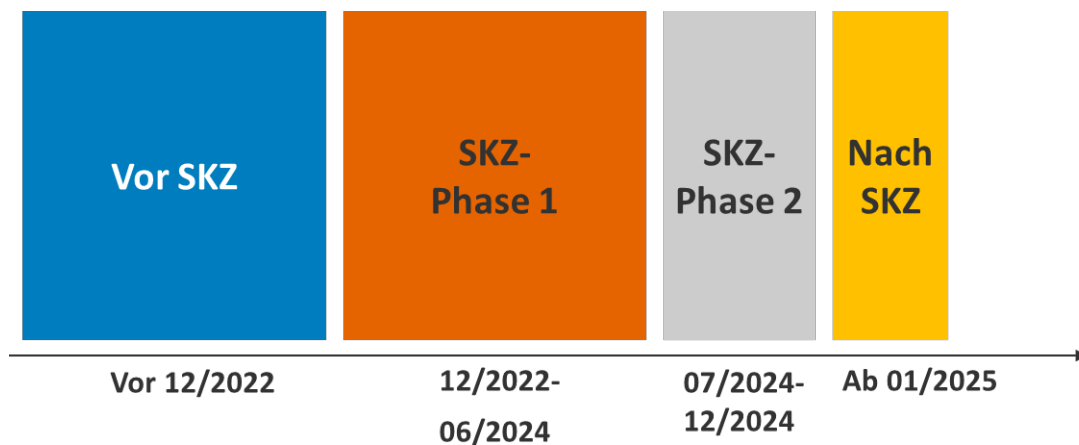 Vor SKZ
SKZ-
Phase 1
SKZ-
Phase 2
Nach
SKZ
Vor 12/2022
12/2022-
06/2024
07/2024-
12/2024
Ab 01/2025